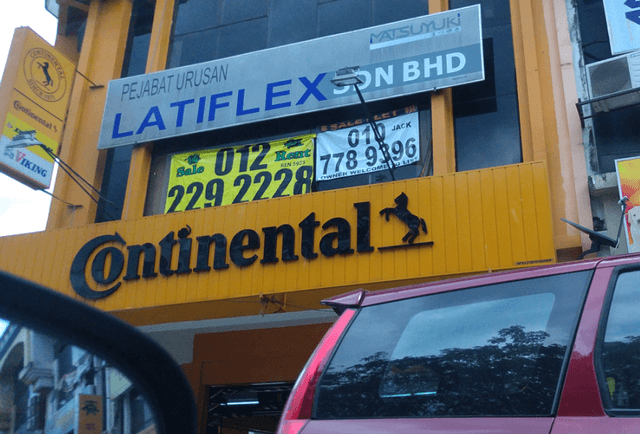 MATSUYUKI
PEJABAT URUSAN
LATIFLEX SDN BHD
CONTINENTAL
Continental
VIKING
Sale 012 Rent
229 2228
SALE / LET
010 JACK
778 9396
OWNER WELCOME
Continental